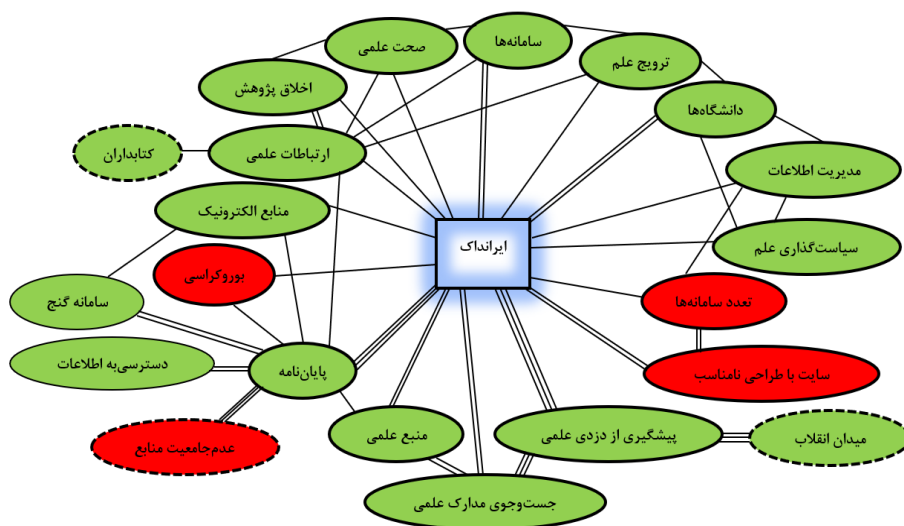 سامانه‌ها
صحت علمی
ترویج علم
اخلاق پژوهش
دانشگاه‌ها
ارتباطات علمی
کتابداران
مدیریت اطلاعات
منابع الکترونیک
ایرانداک
سیاست‌گذاری علم
بوروکراسی
سامانه گنج
تعدد سامانه‌ها
دسترسی‌به اطلاعات
پایان‌نامه
سایت با طراحی نامناسب
عدم‌جامعیت منابع
منبع علمی
پیشگیری از دزدی علمی
میدان انقلاب
جست‌وجوی مدارک علمی